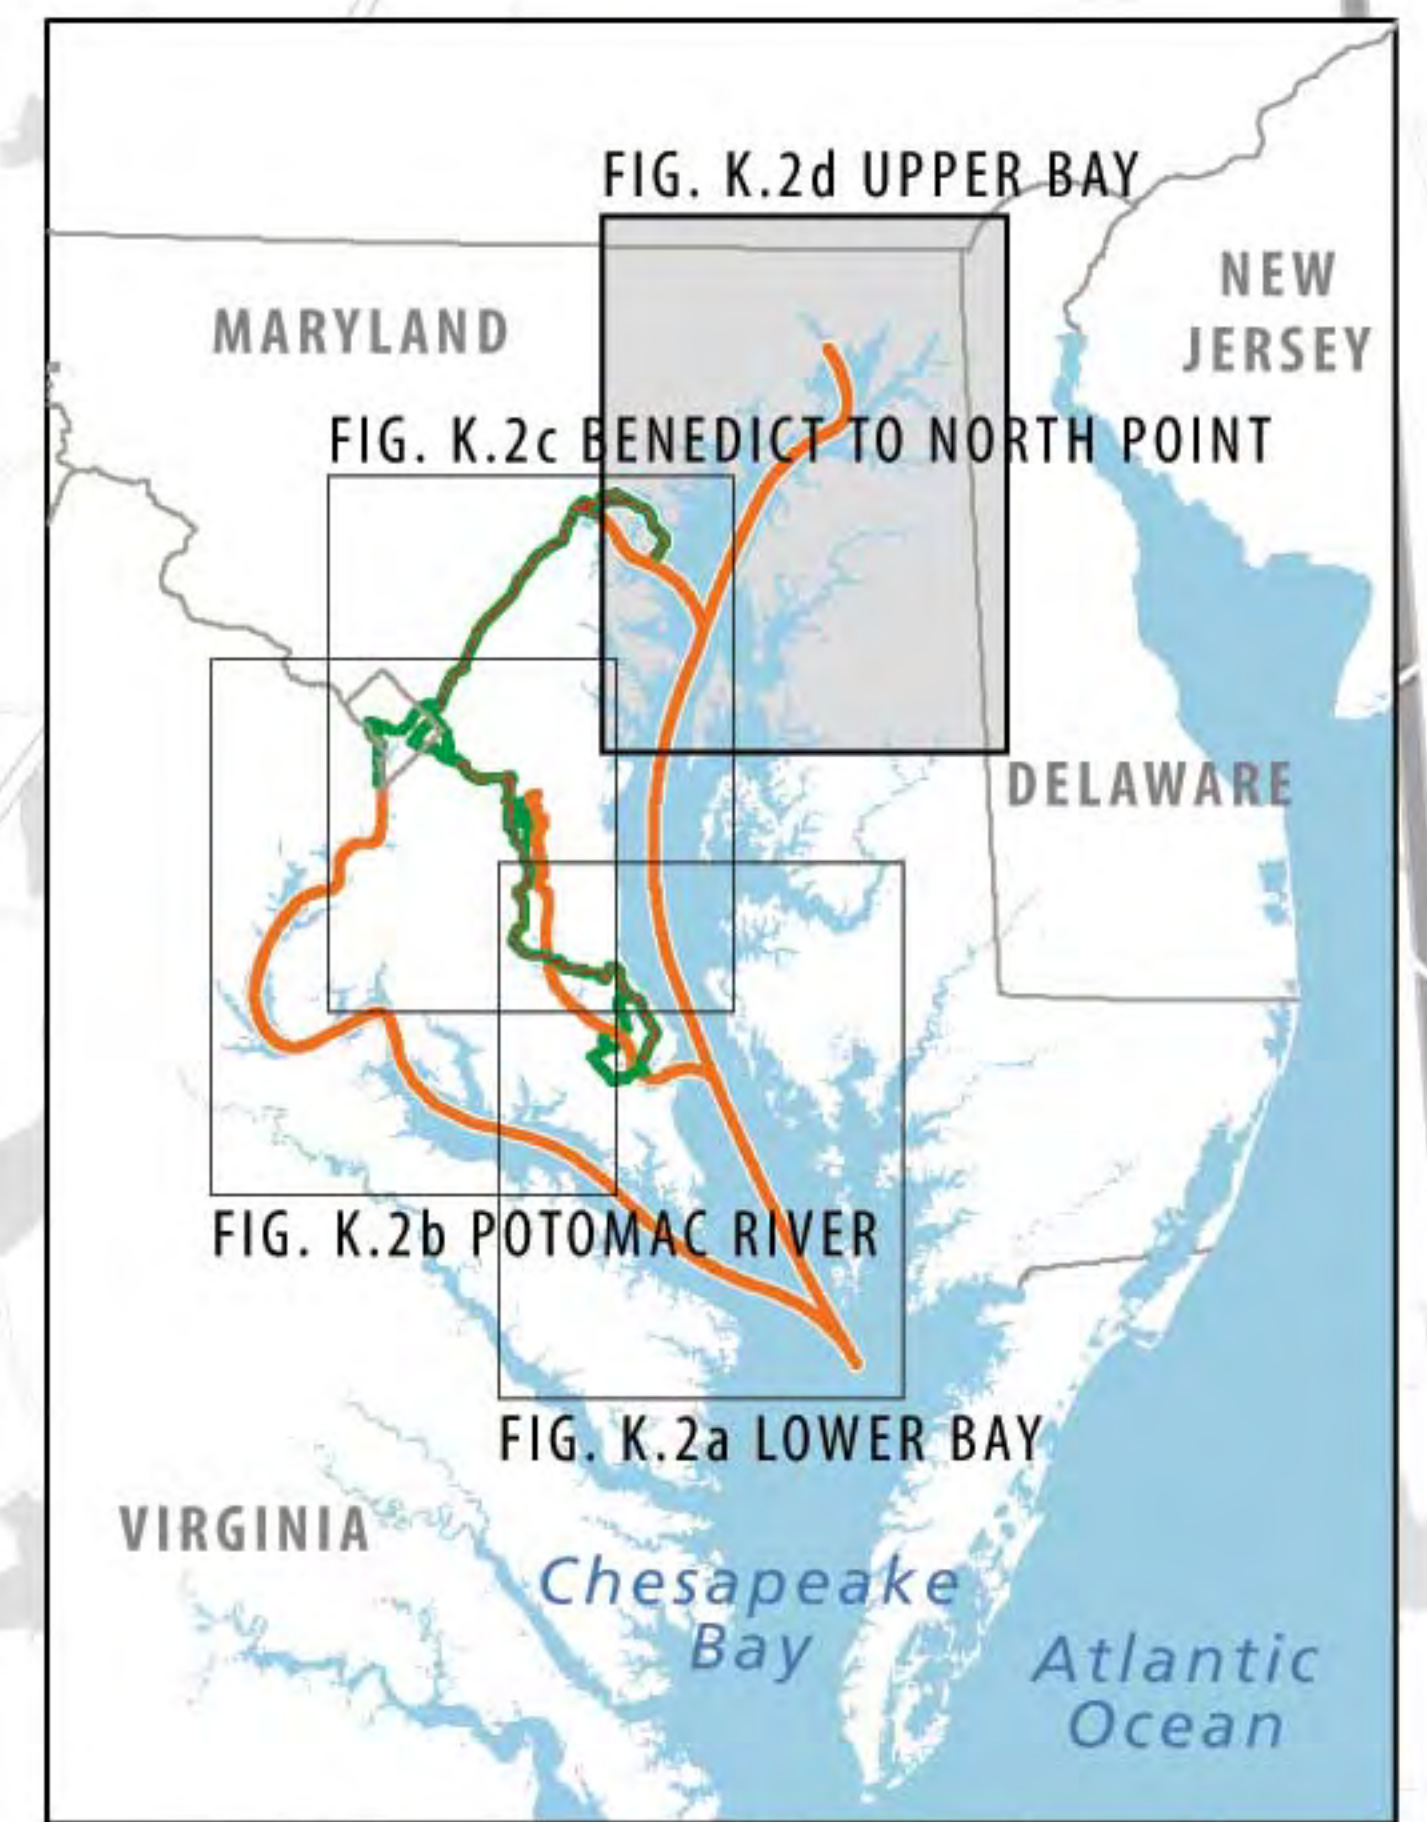 FIG. K.2d UPPER BAY
NEW
JERSEY
MARYLAND
FIG. K.2c BENEDICT TO NORTH POINT
DELAWARE
FIG. K.2b POTOMAC RIVER
FIG. K.2a LOWER BAY
VIRGINIA
Chesapeake
Bay
Atlantic
Ocean